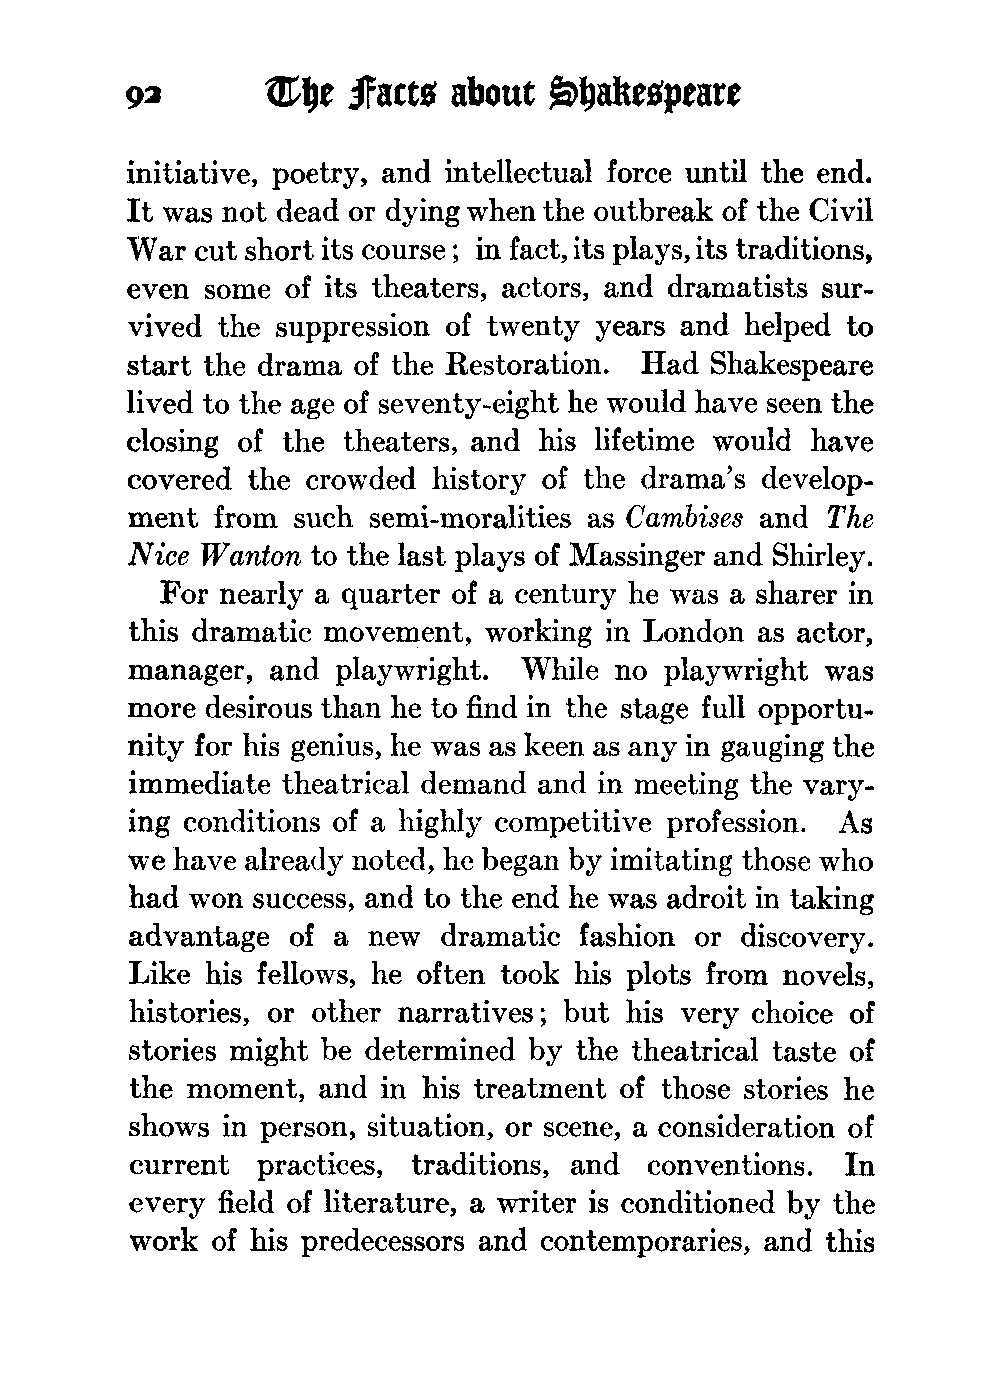 92 The Facts about Shakespeare
initiative, poetry, and intellectual force until the end.
It was not dead or dying when the outbreak of the Civil
War cut short its course; in fact, its plays, its traditions,
even some of its theaters, actors, and dramatists sur-
vived the suppression of twenty years and helped to
start the drama of the Restoration. Had Shakespeare
lived to the age of seventy-eight he would have seen the
closing of the theaters, and his lifetime would have
covered the crowded history of the drama's develop-
ment from such semi-moralities as Cambises and The
Nice Wanton to the last plays of Massinger and Shirley.
For nearly a quarter of a century he was a sharer in
this dramatic movement, working in London as actor,
manager, and playwright. While no playwright was
more desirous than he to find in the stage full opportu-
nity for his genius, he was as keen as any in gauging the
immediate theatrical demand and in meeting the vary-
ing conditions of a highly competitive profession. As
we have already noted, he began by imitating those who
had won success, and to the end he was adroit in taking
advantage of a new dramatic fashion or discovery.
Like his fellows, he often took his plots from novels,
histories, or other narratives; but his very choice of
stories might be determined by the theatrical taste of
the moment, and in his treatment of those stories he
shows in person, situation, or scene, a consideration of
current practices, traditions, and conventions. In
every field of literature, a writer is conditioned by the
work of his predecessors and contemporaries, and this